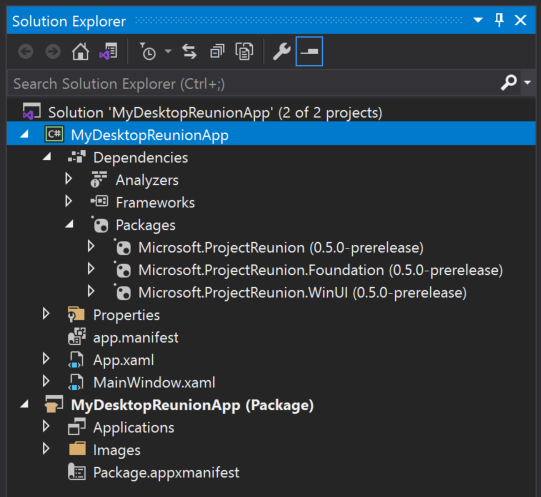 Solution Explorer
Search Solution Explorer (Ctrl+;)
Solution 'MyDesktopReunionApp' (2 of 2 projects)
C# MyDesktopReunionApp
Dependencies
Analyzers
Frameworks
Packages
Microsoft.ProjectReunion (0.5.0-prerelease)
Microsoft.ProjectReunion.Foundation (0.5.0-prerelease)
Microsoft.ProjectReunion.WinUI (0.5.0-prerelease)
Properties
app.manifest
App.xaml
MainWindow.xaml
MyDesktopReunionApp (Package)
Applications
Images
Package.appxmanifest